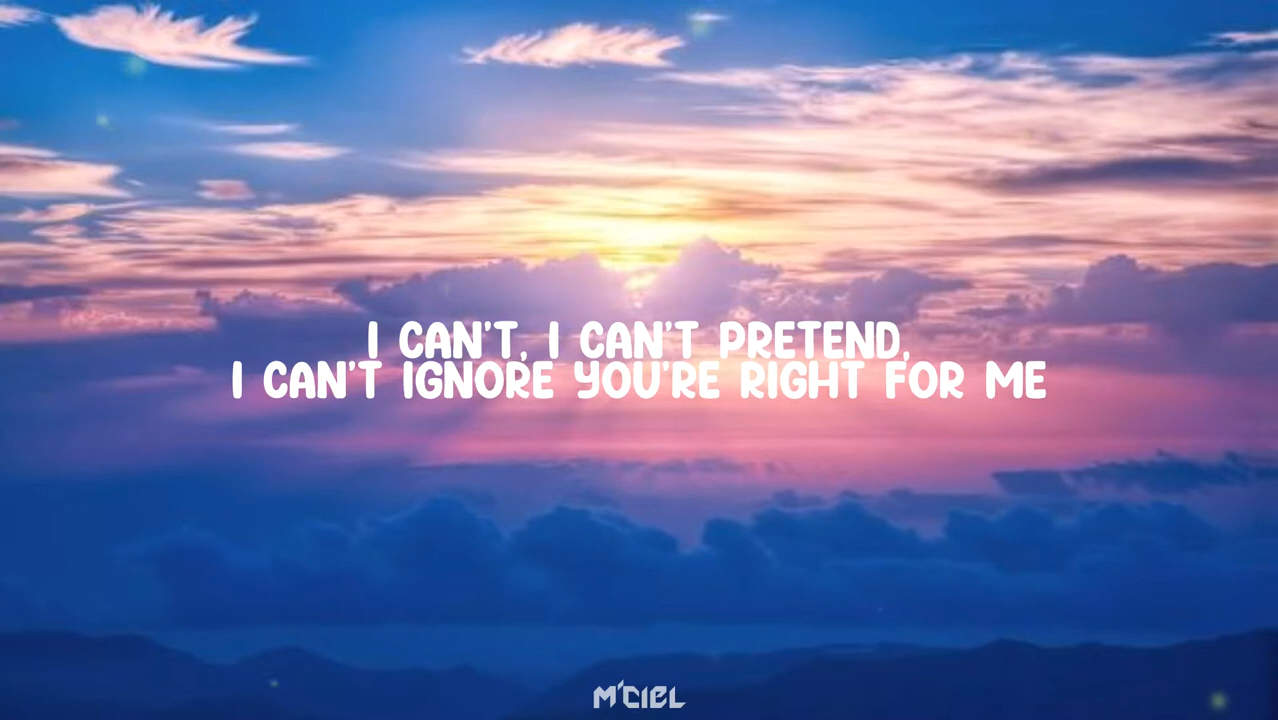 I CAN'T, I CAN'T PRETEND,
I CAN'T IGNORE YOU'RE RIGHT FOR ME
M'CIEL